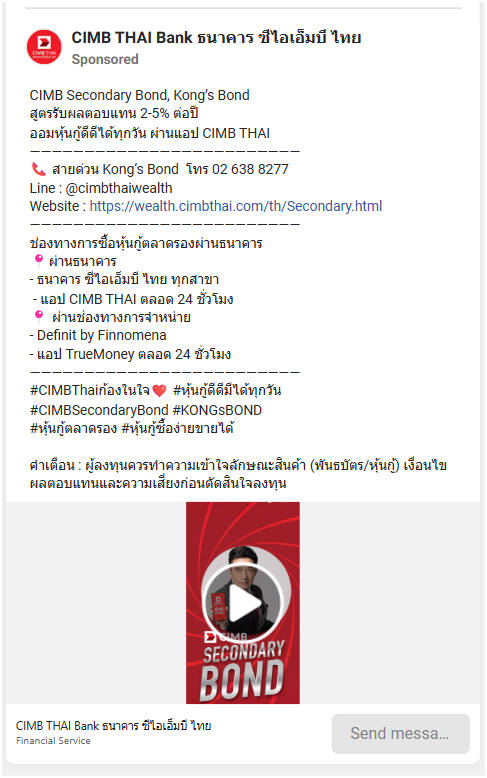 CIMB THAI Bank ธนาคาร ซีไอเอ็มบี ไทย
Sponsored
CIMB Secondary Bond, Kong's Bond
สูตรรับผลตอบแทน 2-5% ต่อปี
ออมหุ้นกู้ดีดีได้ทุกวัน ผ่านแอป CIMB THAI
—————————————————————————
📞 สายด่วน Kong's Bond โทร 02 638 8277
Line : @cimbthaiwealth
Website : https://wealth.cimbthai.com/th/Secondary.html
—————————————————————————
ช่องทางการซื้อหุ้นกู้ตลาดรองผ่านธนาคาร
📍ผ่านธนาคาร
- ธนาคาร ซีไอเอ็มบี ไทย ทุกสาขา
- แอป CIMB THAI ตลอด 24 ชั่วโมง
📍 ผ่านช่องทางการจำหน่าย
- Definit by Finnomena
- แอป TrueMoney ตลอด 24 ชั่วโมง
—————————————————————————
#CIMBThaiก้องในใจ❤️ #หุ้นกู้ดีดีมีได้ทุกวัน
#CIMBSecondaryBond #KONGsBOND
#หุ้นกู้ตลาดรอง #หุ้นกู้ซื้อง่ายขายได้
คำเตือน : ผู้ลงทุนควรทำความเข้าใจลักษณะสินค้า (พันธบัตร/หุ้นกู้) เงื่อนไข
ผลตอบแทนและความเสี่ยงก่อนตัดสินใจลงทุน
CIMB
SECONDARY
BOND
CIMB THAI Bank ธนาคาร ซีไอเอ็มบี ไทย
Financial Service
Send messa...